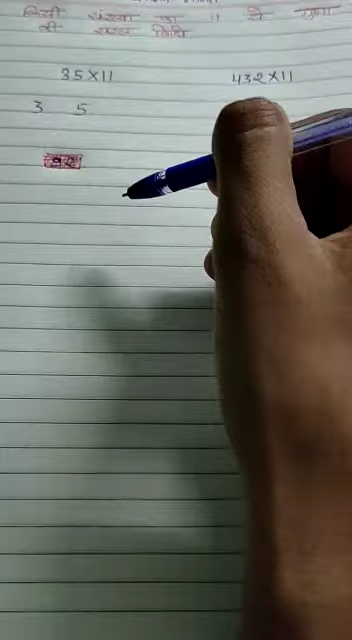 किसी संख्या का 11 से गुणा
की सरल विधि
35×11 432×11
3 5